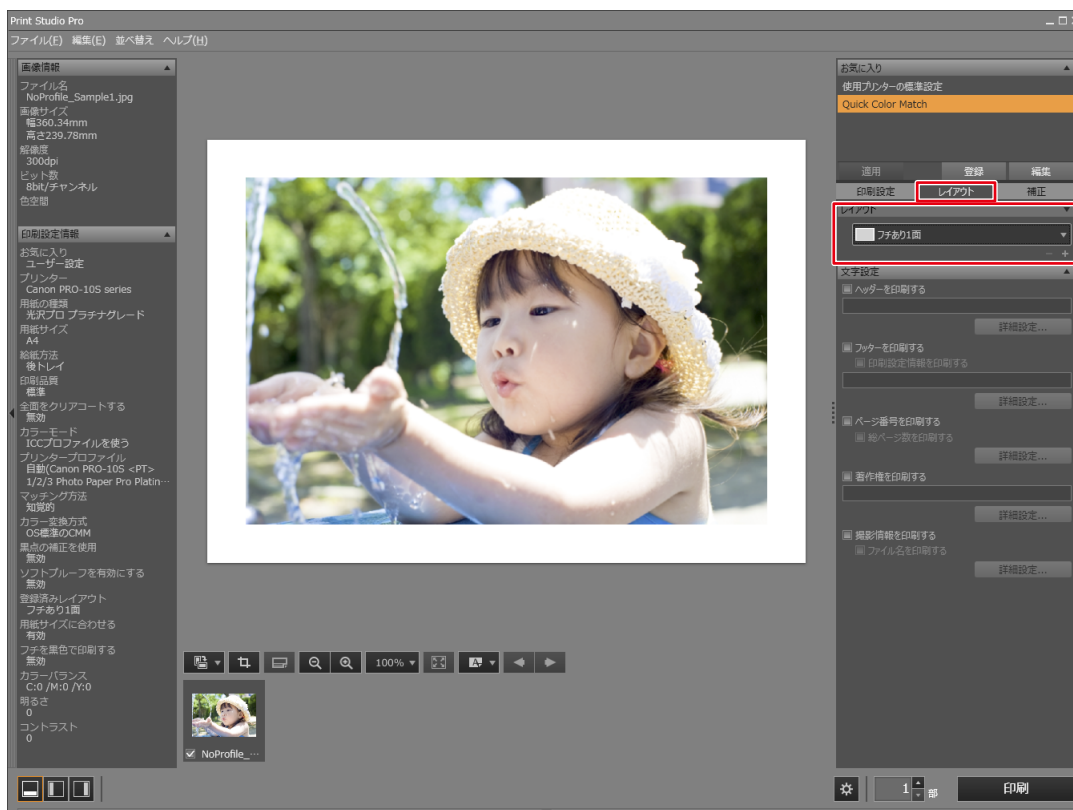 Print Studio Pro
ファイル(F) 編集(E) 並べ替え ヘルプ(H)
画像情報
ファイル名
NoProfile_Sample1.jpg
画像サイズ
幅360.34mm
高さ239.78mm
解像度
300dpi
ビット数
8bit/チャンネル
色空間
印刷設定情報
お気に入り
ユーザー設定
プリンター
Canon PRO-10S series
用紙の種類
光沢プロ プラチナグレード
用紙サイズ
A4
給紙方法
後トレイ
印刷品質
標準
全面をクリアコートする
無効
カラーモード
ICCプロファイルを使う
プリンタープロファイル
自動(Canon PRO-10S <PT>
1/2/3 Photo Paper Pro Platin…
マッチング方法
知覚的
カラー変換方式
OS標準のCMM
黒点の補正を使用
無効
ソフトプルーフを有効にする
無効
登録済みレイアウト
フチあり1面
用紙サイズに合わせる
有効
フチを黒色で印刷する
無効
カラーバランス
C:0 /M:0 /Y:0
明るさ
0
コントラスト
0
100%
NoProfile_…
お気に入り
使用プリンターの標準設定
Quick Color Match
適用 登録 編集
印刷設定 レイアウト 補正
レイアウト
フチあり1面
文字設定
ヘッダーを印刷する
詳細設定...
フッターを印刷する
印刷設定情報を印刷する
詳細設定...
ページ番号を印刷する
総ページ数を印刷する
詳細設定...
著作権を印刷する
詳細設定...
撮影情報を印刷する
ファイル名を印刷する
詳細設定...
1 部 印刷